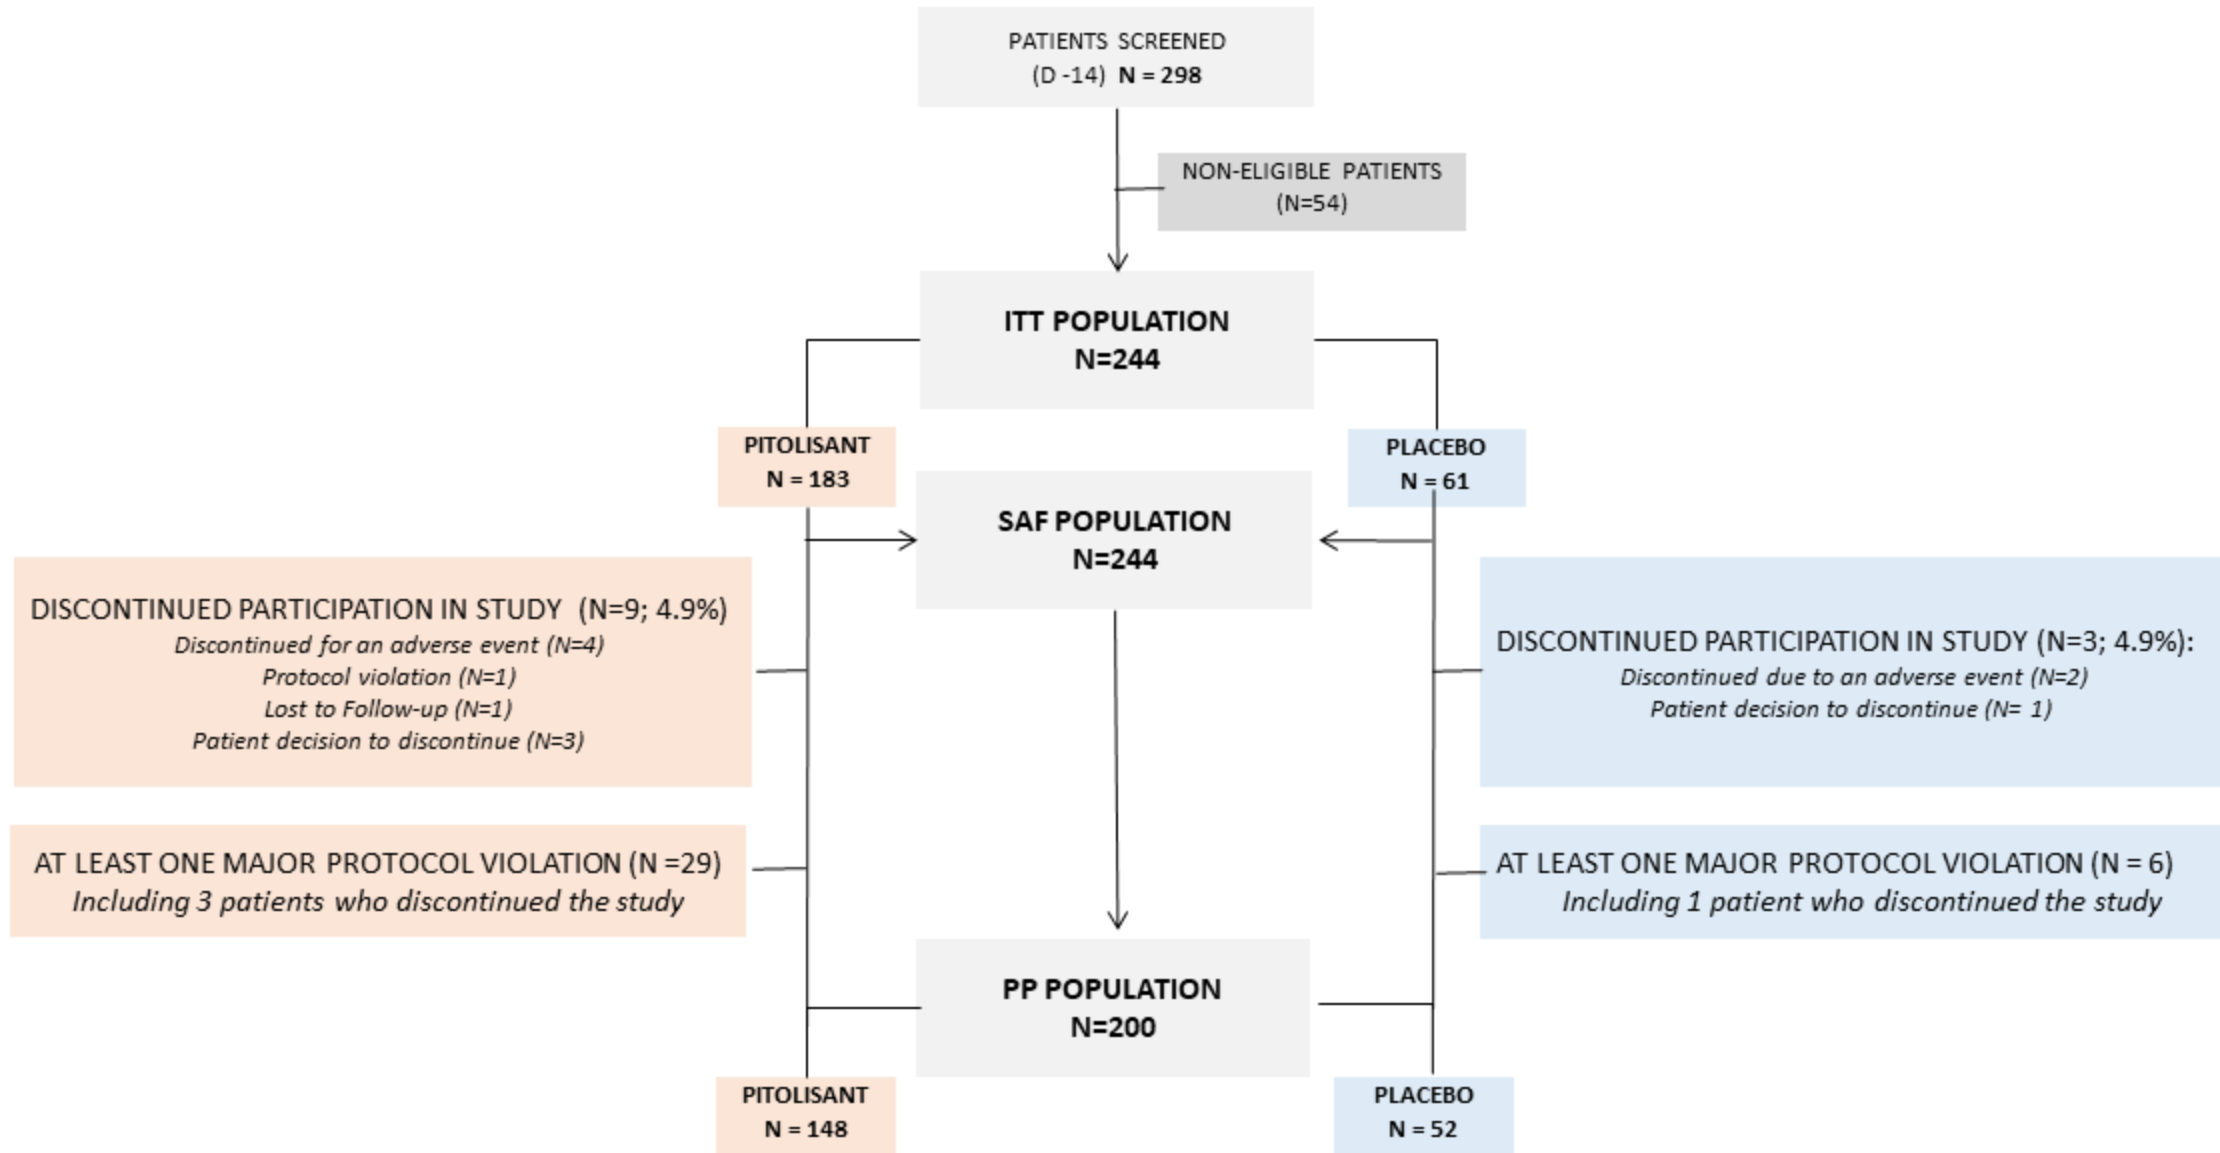 PATIENTS SCREENED
(D -14) N = 298
NON-ELIGIBLE PATIENTS
(N=54)
ITT POPULATION
N=244
PITOLISANT
N = 183
PLACEBO
N = 61
SAF POPULATION
N=244
DISCONTINUED PARTICIPATION IN STUDY (N=9; 4.9%)
Discontinued for an adverse event (N=4)
Protocol violation (N=1)
Lost to Follow-up (N=1)
Patient decision to discontinue (N=3)
DISCONTINUED PARTICIPATION IN STUDY (N=3; 4.9%):
Discontinued due to an adverse event (N=2)
Patient decision to discontinue (N= 1)
AT LEAST ONE MAJOR PROTOCOL VIOLATION (N =29)
Including 3 patients who discontinued the study
AT LEAST ONE MAJOR PROTOCOL VIOLATION (N = 6)
Including 1 patient who discontinued the study
PP POPULATION
N=200
PITOLISANT
N = 148
PLACEBO
N = 52